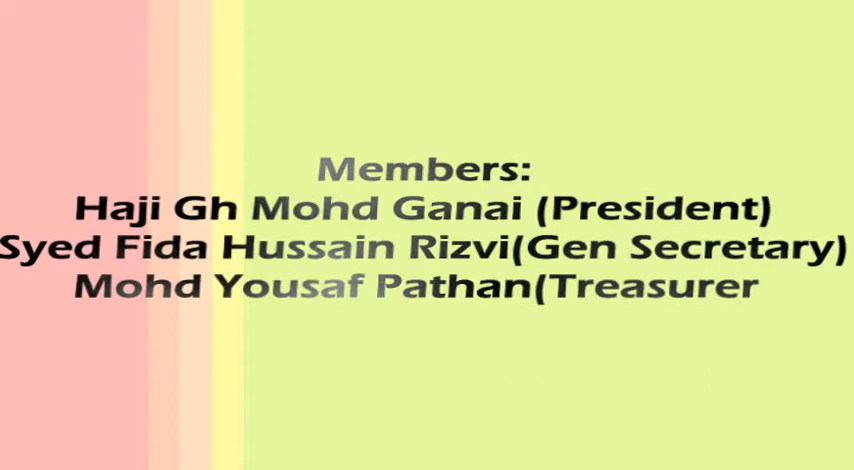 Members:
Haji Gh Mohd Ganai (President)
Syed Fida Hussain Rizvi(Gen Secretary)
Mohd Yousaf Pathan(Treasurer